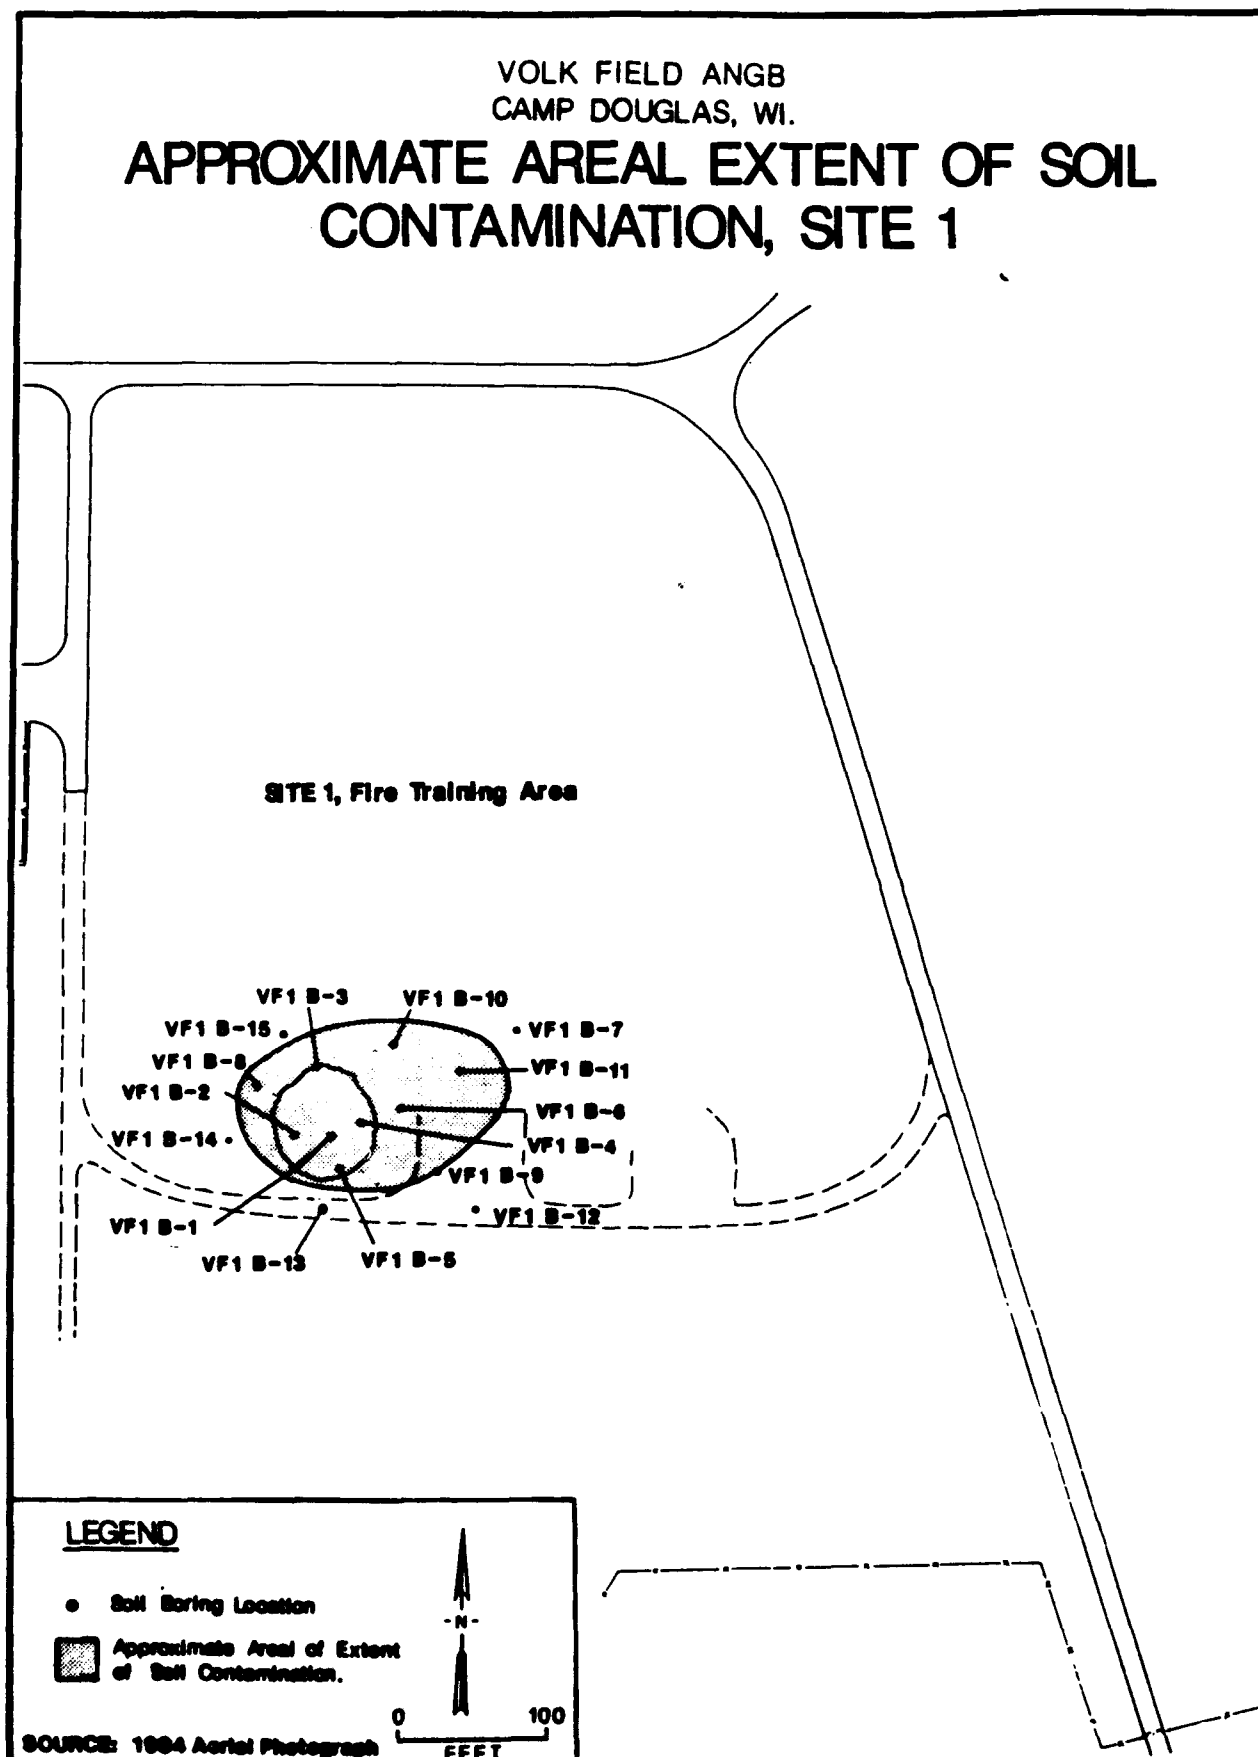 VOLK FIELD ANGB
CAMP DOUGLAS, WI.
APPROXIMATE AREAL EXTENT OF SOIL
CONTAMINATION, SITE 1
SITE 1, Fire Training Area
VF1 B-3
VF1 B-10
VF1 B-15
VF1 B-7
VF1 B-8
VF1 B-11
VF1 B-2
VF1 B-6
VF1 B-14
VF1 B-4
VF1 B-9
VF1 B-1
VF1 B-12
VF1 B-13
VF1 B-5
LEGEND
Soil Boring Location
-N-
Approximate Areal of Extent
of Soil Contamination.
0 100
FEET
SOURCE: 1984 Aerial Photograph